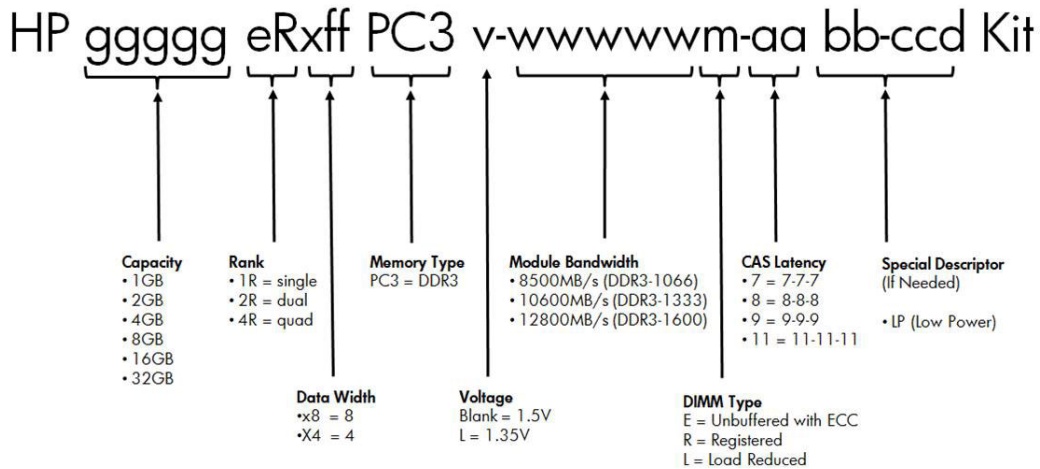 HP ggggg eRxff PC3 v-wwwwwm-aa bb-ccd Kit
Capacity
• 1GB
• 2GB
• 4GB
• 8GB
• 16GB
• 32GB
Rank
• 1R = single
• 2R = dual
• 4R = quad
Memory Type
PC3 = DDR3
Module Bandwidth
• 8500MB/s (DDR3-1066)
• 10600MB/s (DDR3-1333)
• 12800MB/s (DDR3-1600)
CAS Latency
• 7 = 7-7-7
• 8 = 8-8-8
• 9 = 9-9-9
• 11 = 11-11-11
Special Descriptor
(If Needed)
• LP (Low Power)
Data Width
•x8 = 8
•X4 = 4
Voltage
Blank = 1.5V
L = 1.35V
DIMM Type
E = Unbuffered with ECC
R = Registered
L = Load Reduced